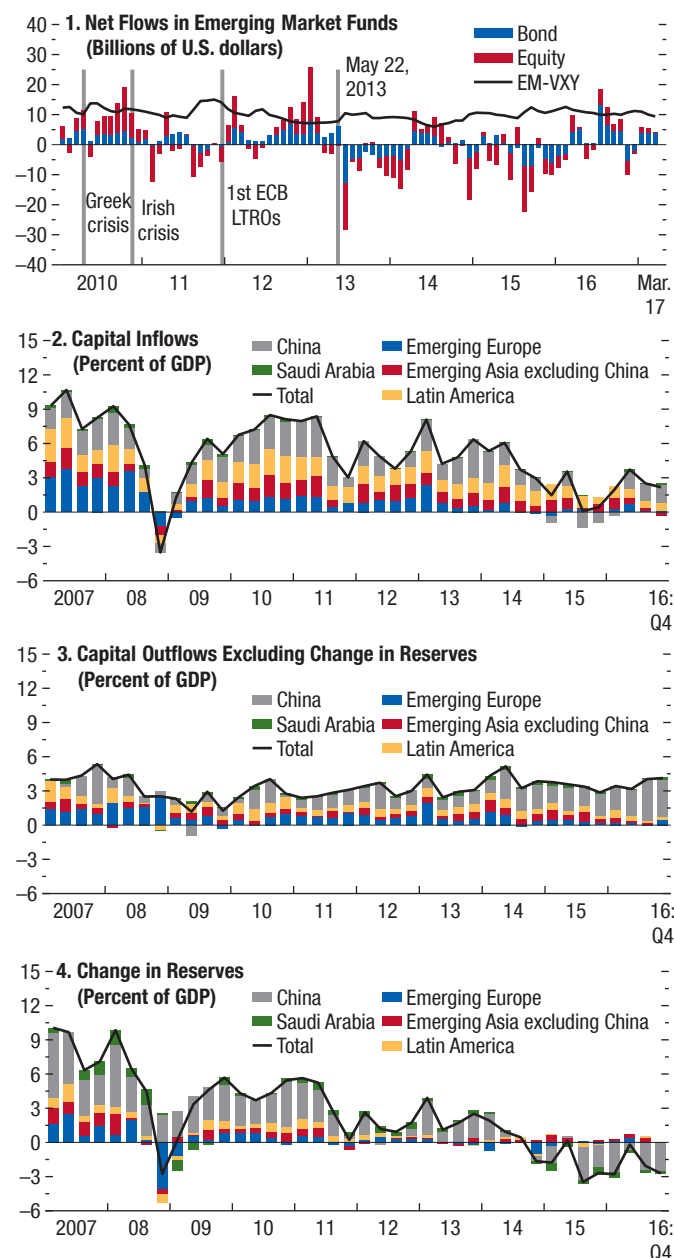 1. Net Flows in Emerging Market Funds
(Billions of U.S. dollars)
Bond
Equity
EM-VXY
May 22,
2013
Greek
crisis
Irish
crisis
1st ECB
LTROs
40
30
20
10
0
–10
–20
–30
–40
2010 11 12 13 14 15 16 Mar.
17
2. Capital Inflows
(Percent of GDP)
China
Emerging Europe
Saudi Arabia
Emerging Asia excluding China
Total
Latin America
15
12
9
6
3
0
–3
–6
2007 08 09 10 11 12 13 14 15 16:
Q4
3. Capital Outflows Excluding Change in Reserves
(Percent of GDP)
China
Emerging Europe
Saudi Arabia
Emerging Asia excluding China
Total
Latin America
15
12
9
6
3
0
–3
–6
2007 08 09 10 11 12 13 14 15 16:
Q4
4. Change in Reserves
(Percent of GDP)
China
Emerging Europe
Saudi Arabia
Emerging Asia excluding China
Total
Latin America
15
12
9
6
3
0
–3
–6
2007 08 09 10 11 12 13 14 15 16:
Q4